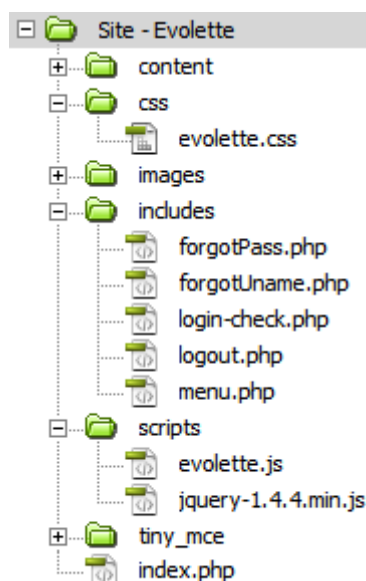 Site - Evolette
content
css
evolette.css
images
includes
forgotPass.php
forgotUname.php
login-check.php
logout.php
menu.php
scripts
evolette.js
jquery-1.4.4.min.js
tiny_mce
index.php